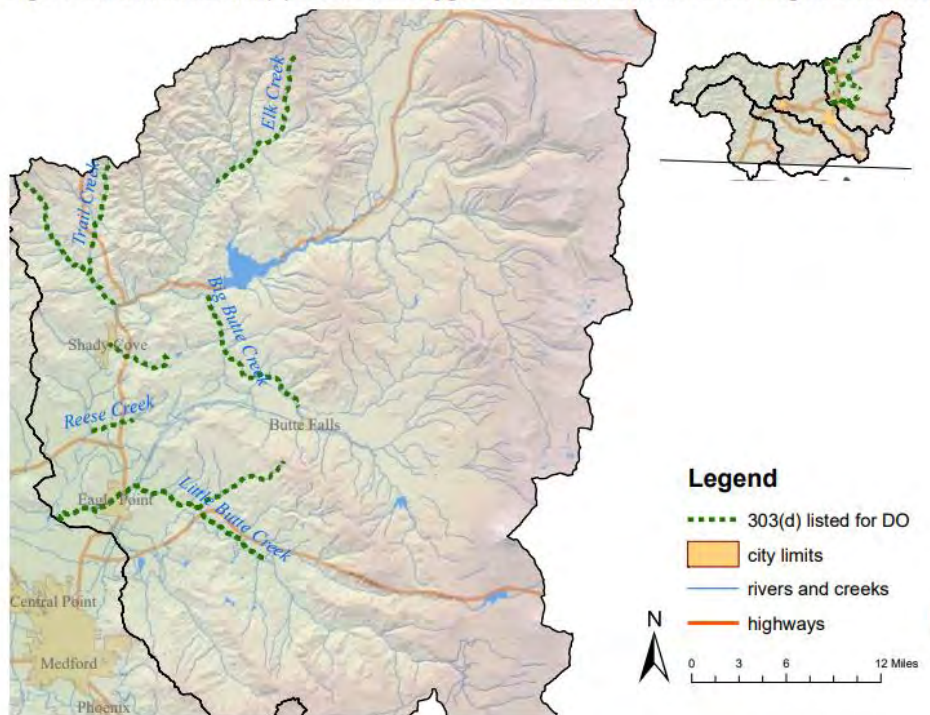 Elk Creek
Trail Creek
Big Butte Creek
Shady Cove
Reese Creek
Butte Falls
Eagle Point
Little Butte Creek
Central Point
Medford
Phoenix
Legend
303(d) listed for DO
city limits
rivers and creeks
highways
N
0 3 6 12 Miles